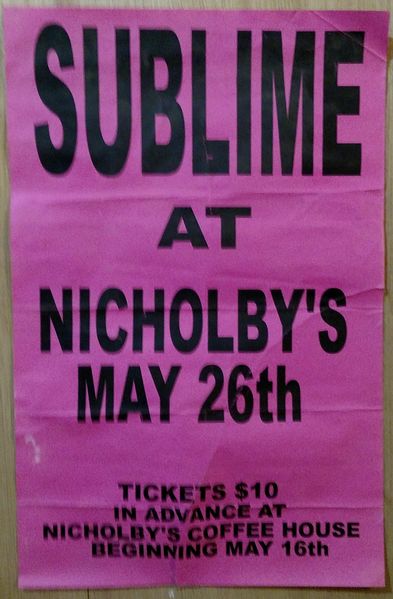 SUBLIME
AT
NICHOLBY'S
MAY 26th
TICKETS $10
IN ADVANCE AT
NICHOLBY'S COFFEE HOUSE
BEGINNING MAY 16th